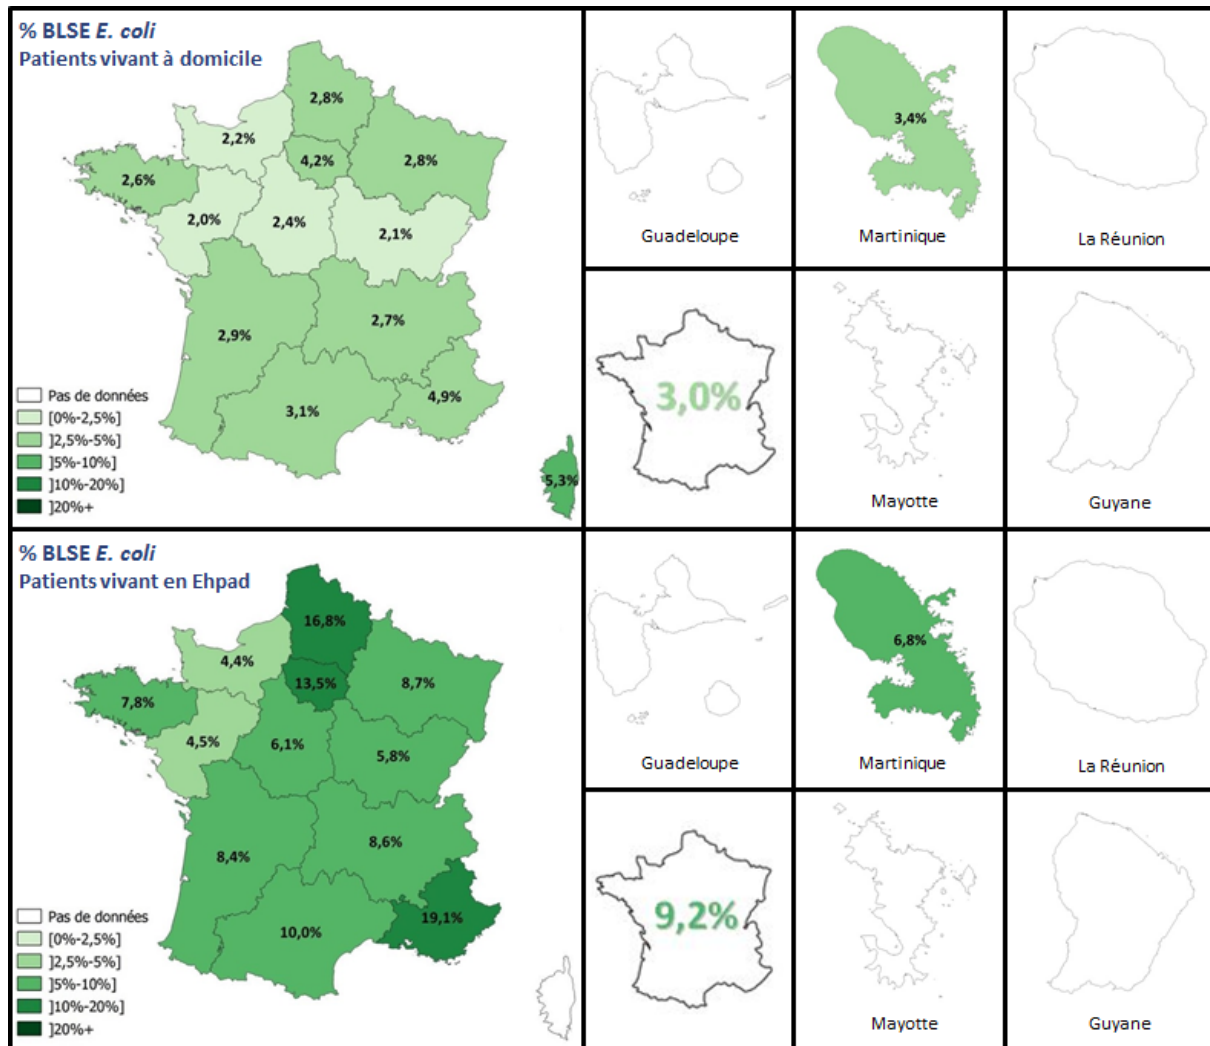 % BLSE E. coli
Patients vivant à domicile
2,8%
2,2%
4,2%
2,8%
2,6%
2,0%
2,4%
2,1%
2,9%
2,7%
3,1%
4,9%
5,3%
Pas de données
[0%-2,5%]
]2,5%-5%]
]5%-10%]
]10%-20%]
]20%+
3,4%
Guadeloupe
Martinique
La Réunion
3,0%
Mayotte
Guyane
% BLSE E. coli
Patients vivant en Ehpad
16,8%
4,4%
13,5%
8,7%
7,8%
4,5%
6,1%
5,8%
8,4%
8,6%
10,0%
19,1%
Pas de données
[0%-2,5%]
]2,5%-5%]
]5%-10%]
]10%-20%]
]20%+
6,8%
Guadeloupe
Martinique
La Réunion
9,2%
Mayotte
Guyane